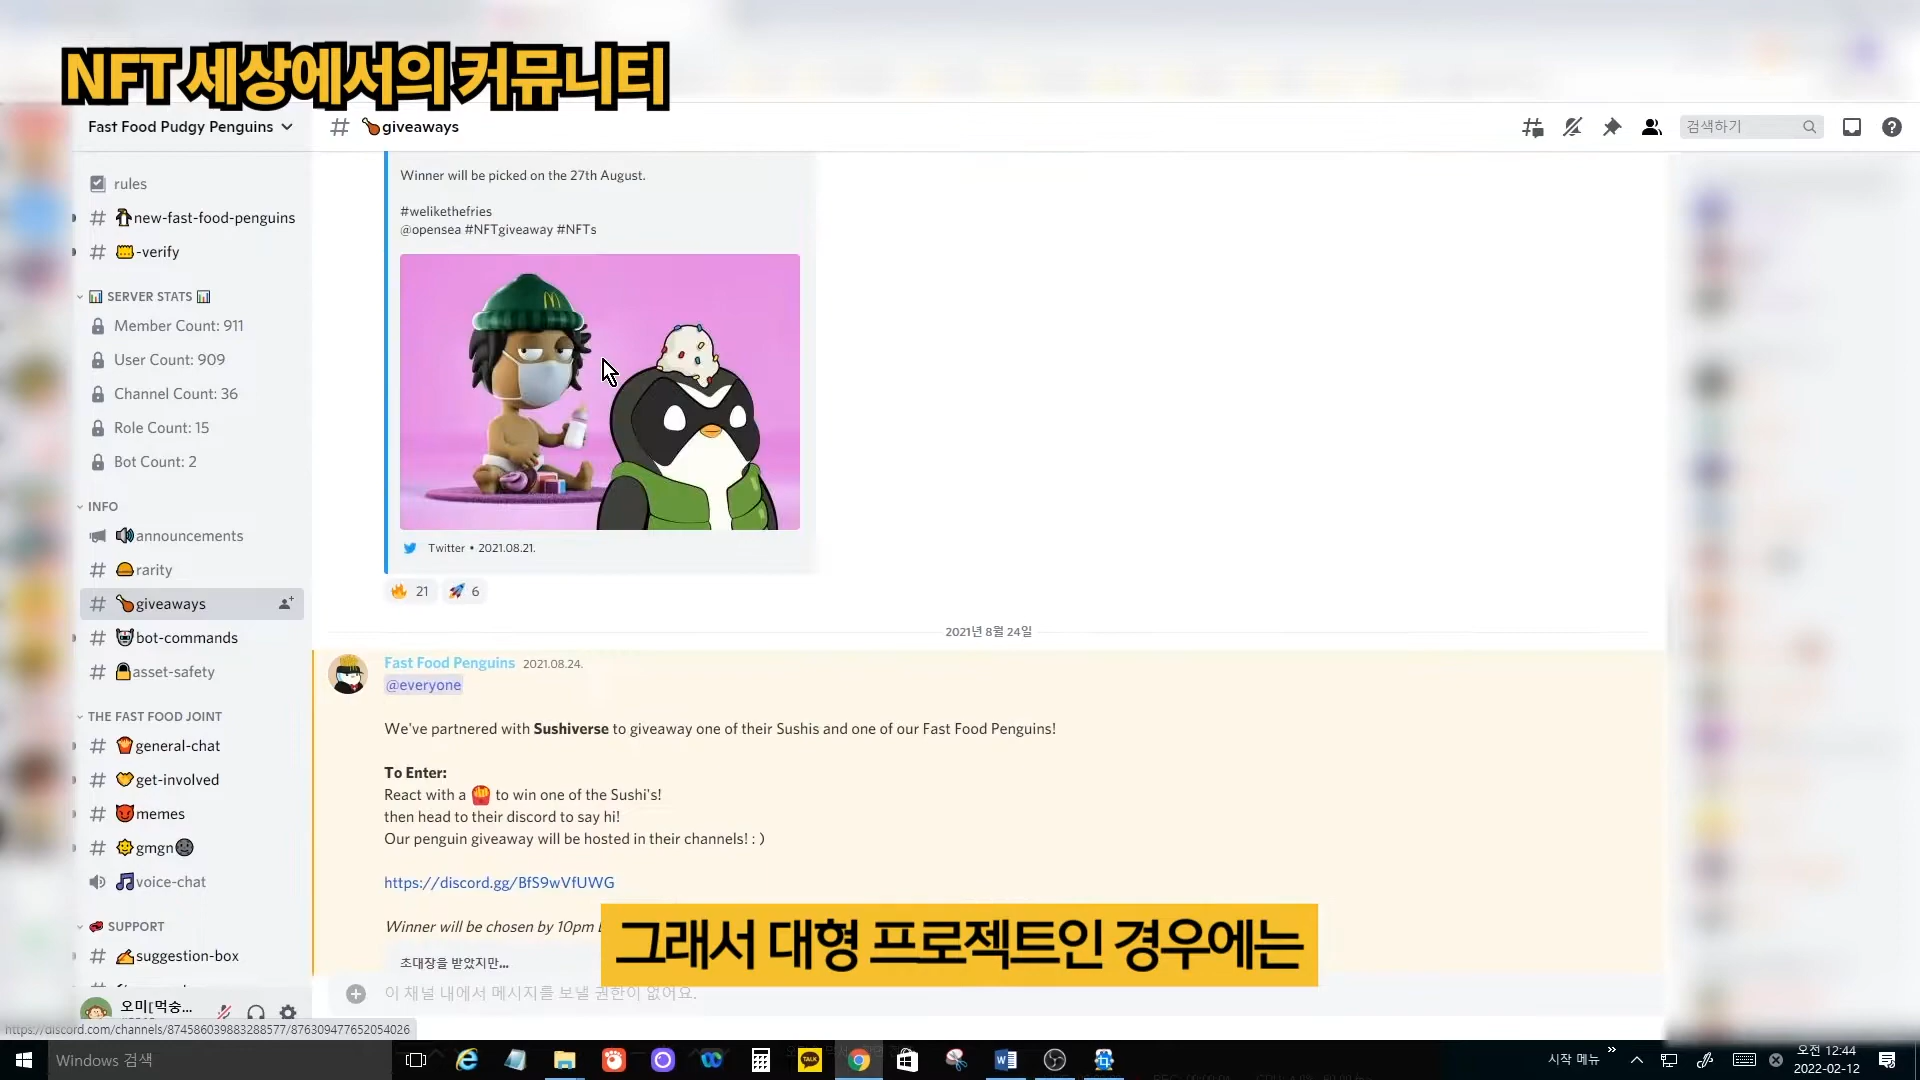 NFT 세상에서의 커뮤니티
Fast Food Pudgy Penguins
giveaways
검색하기
rules
new-fast-food-penguins
-verify
SERVER STATS
Member Count: 911
User Count: 909
Channel Count: 36
Role Count: 15
Bot Count: 2
INFO
announcements
rarity
giveaways
bot-commands
asset-safety
THE FAST FOOD JOINT
general-chat
get-involved
memes
gmgn
voice-chat
SUPPORT
suggestion-box
오미[먹숭...
Winner will be picked on the 27th August.
#welikethefries
@opensea #NFTgiveaway #NFTs
Twitter • 2021.08.21.
21
6
2021년 8월 24일
Fast Food Penguins 2021.08.24.
@everyone
We've partnered with Sushiverse to giveaway one of their Sushis and one of our Fast Food Penguins!
To Enter:
React with a to win one of the Sushi's!
then head to their discord to say hi!
Our penguin giveaway will be hosted in their channels! : )
https://discord.gg/BfS9wVfUWG
Winner will be chosen by 10pm
초대장을 받았지만...
그래서 대형 프로젝트인 경우에는
이 채널 내에서 메시지를 보낼 권한이 없어요.
https://discord.com/channels/874586039883288577/876309477652054026
Windows 검색
TALK
시작 메뉴
오전 12:44
2022-02-12